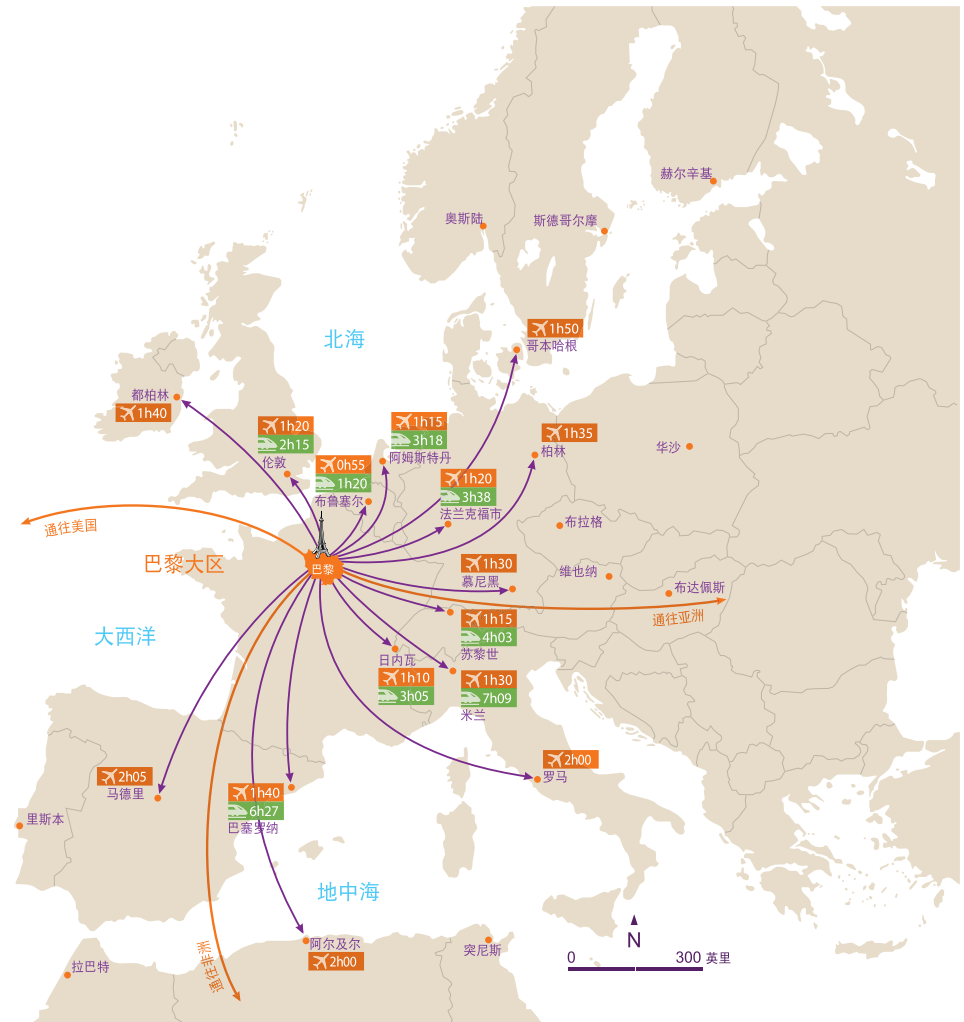 赫尔辛基
奥斯陆
斯德哥尔摩
北海
1h50
哥本哈根
都柏林
1h40
1h20
2h15
伦敦
1h15
3h18
阿姆斯特丹
1h35
柏林
华沙
0h55
1h20
布鲁塞尔
1h20
3h38
法兰克福市
布拉格
通往美国
巴黎大区
巴黎
1h30
慕尼黑
维也纳
布达佩斯
通往亚洲
大西洋
1h15
4h03
苏黎世
日内瓦
1h10
3h05
1h30
7h09
米兰
2h00
罗马
2h05
马德里
里斯本
1h40
6h27
巴塞罗纳
地中海
阿尔及尔
2h00
突尼斯
通往非洲
拉巴特
N
0 300 英里